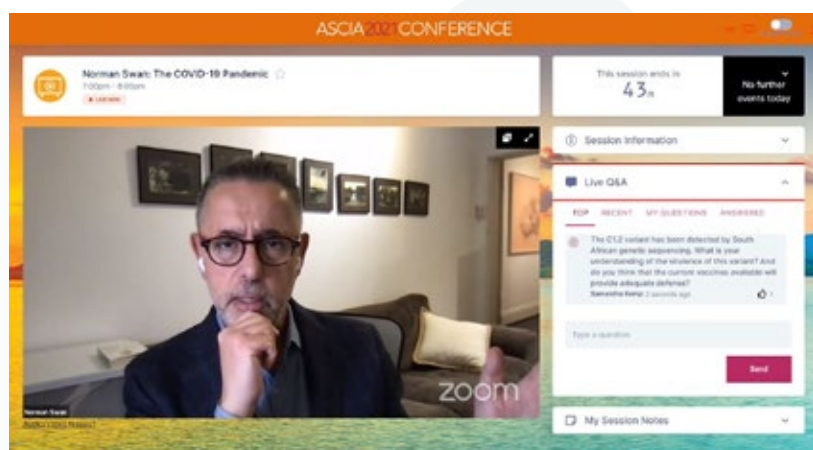 ASCIA2021CONFERENCE
Norman Swan: The COVID-19 Pandemic
7:00pm - 8:00pm
LIVE NOW
This session ends in
43m
No further
events today
Session Information
Live Q&A
TOP RECENT MY QUESTIONS ANSWERED
The C1.2 variant has been detected by South
African genetic sequencing. What is your
understanding of the virulence of this variant? And
do you think that the current vaccines available will
provide adequate defense?
Samantha Kemp 2 seconds ago
1
Type a question
Send
zoom
Norman Swan
My Session Notes